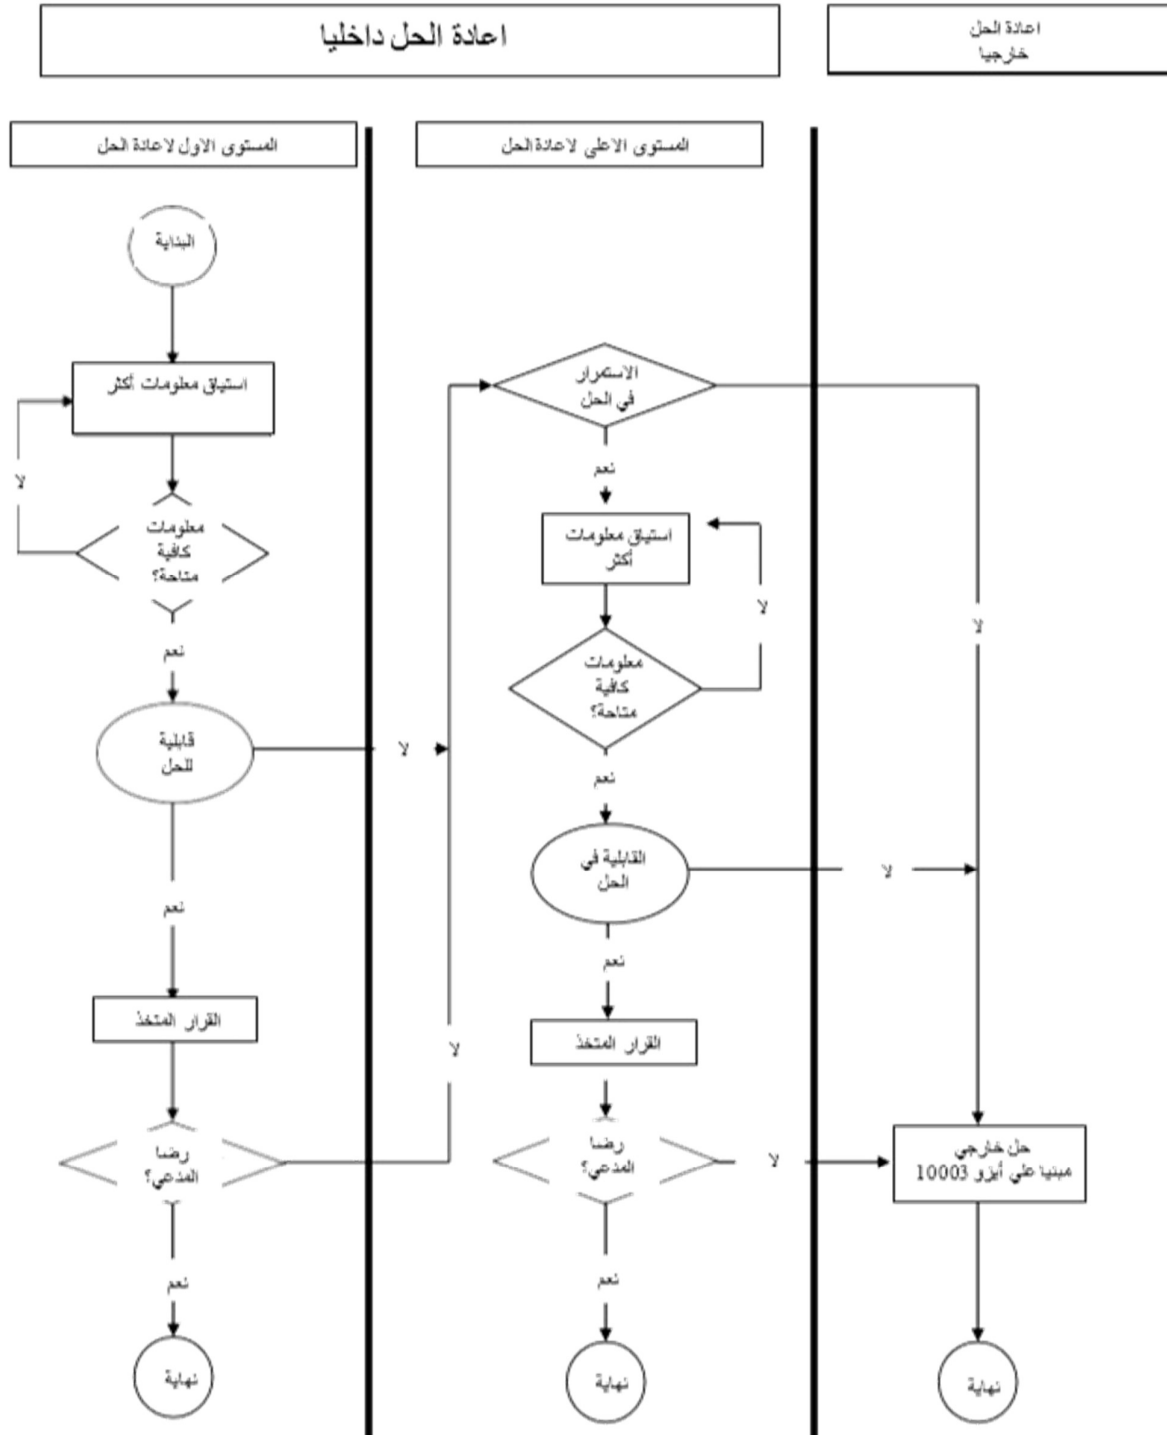 اعادة الحل داخليا
اعادة الحل
خارجيا
المستوى الاول لاعادة الحل
المستوى الاعلى لاعادة الحل
البداية
استياق معلومات أكثر
لا
معلومات
كافية
متاحة؟
نعم
قابلية
للحل
لا
نعم
القرار المتخذ
رضا
المدعي؟
لا
نعم
نهاية
الاستمرار
في الحل
نعم
استياق معلومات
أكثر
لا
معلومات
كافية
متاحة؟
نعم
القابلية في
الحل
لا
نعم
القرار المتخذ
رضا
المدعي؟
لا
نعم
نهاية
لا
حل خارجي
مبنيا علي أيزو 10003
نهاية